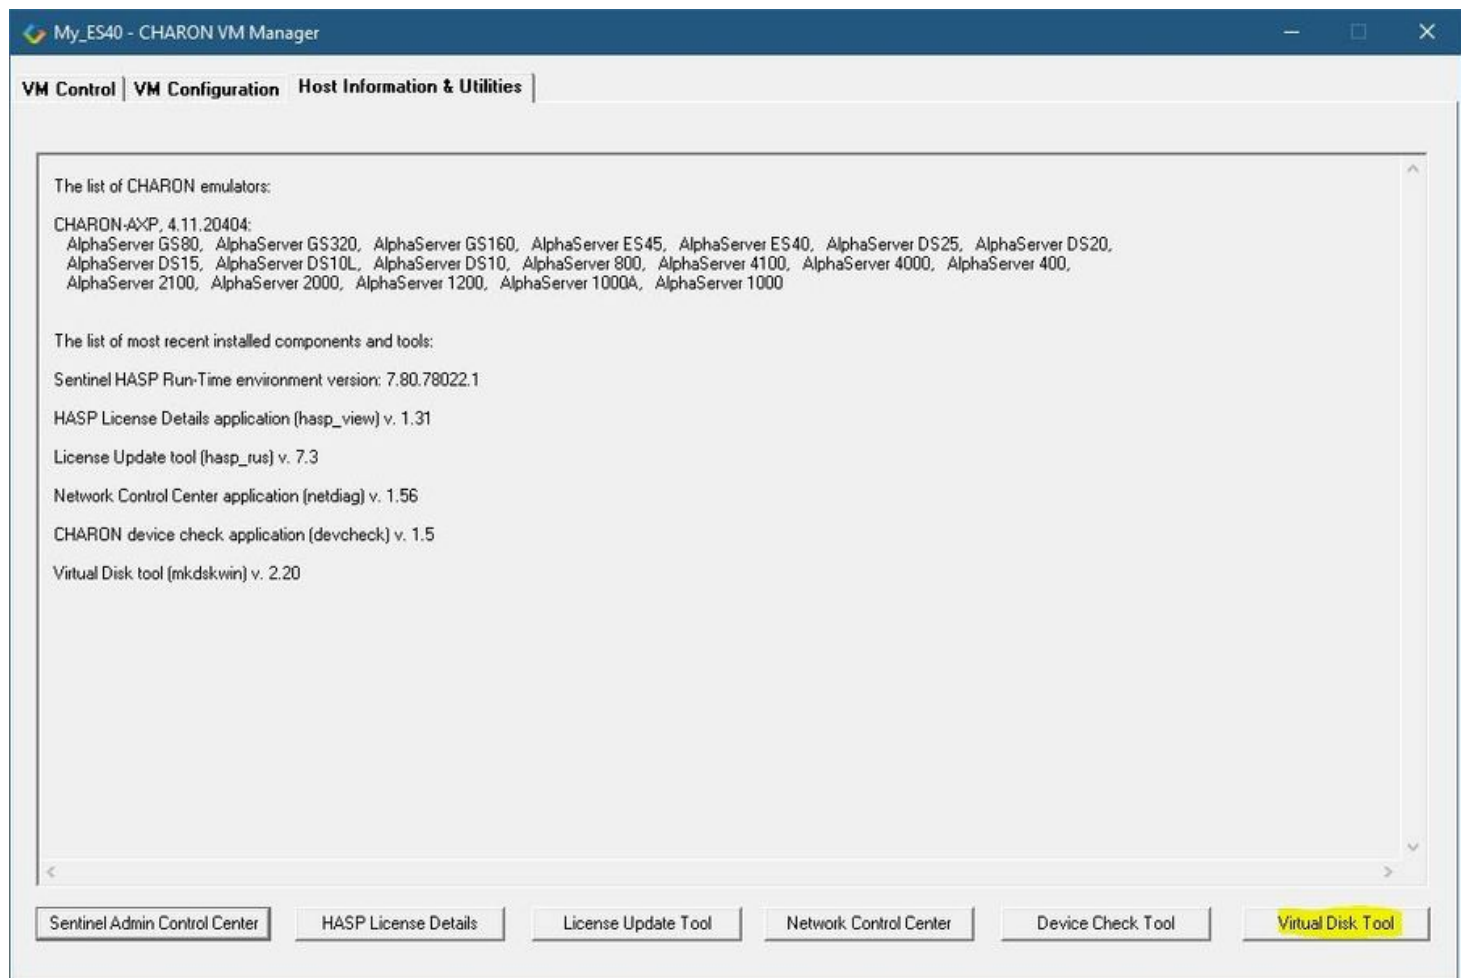 My_ES40 - CHARON VM Manager
VM Control | VM Configuration Host Information & Utilities
The list of CHARON emulators:
CHARON-AXP, 4.11.20404:
AlphaServer GS80, AlphaServer GS320, AlphaServer GS160, AlphaServer ES45, AlphaServer ES40, AlphaServer DS25, AlphaServer DS20,
AlphaServer DS15, AlphaServer DS10L, AlphaServer DS10, AlphaServer 800, AlphaServer 4100, AlphaServer 4000, AlphaServer 400,
AlphaServer 2100, AlphaServer 2000, AlphaServer 1200, AlphaServer 1000A, AlphaServer 1000
The list of most recent installed components and tools:
Sentinel HASP Run-Time environment version: 7.80.78022.1
HASP License Details application (hasp_view) v. 1.31
License Update tool (hasp_rus) v. 7.3
Network Control Center application (netdiag) v. 1.56
CHARON device check application (devcheck) v. 1.5
Virtual Disk tool (mkdskwin) v. 2.20
Sentinel Admin Control Center HASP License Details License Update Tool Network Control Center Device Check Tool Virtual Disk Tool